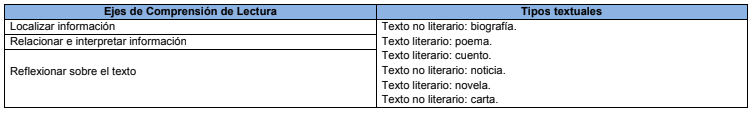 Ejes de Comprensión de Lectura
Tipos textuales
Localizar información
Relacionar e interpretar información
Reflexionar sobre el texto
Texto no literario: biografía.
Texto literario: poema.
Texto literario: cuento.
Texto no literario: noticia.
Texto literario: novela.
Texto no literario: carta.